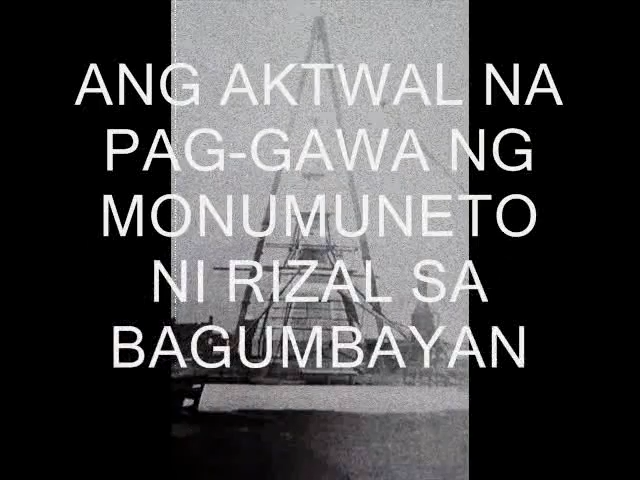 ANG AKTWAL NA
PAG-GAWA NG
MONUMUNETO
NI RIZAL SA
BAGUMBAYAN